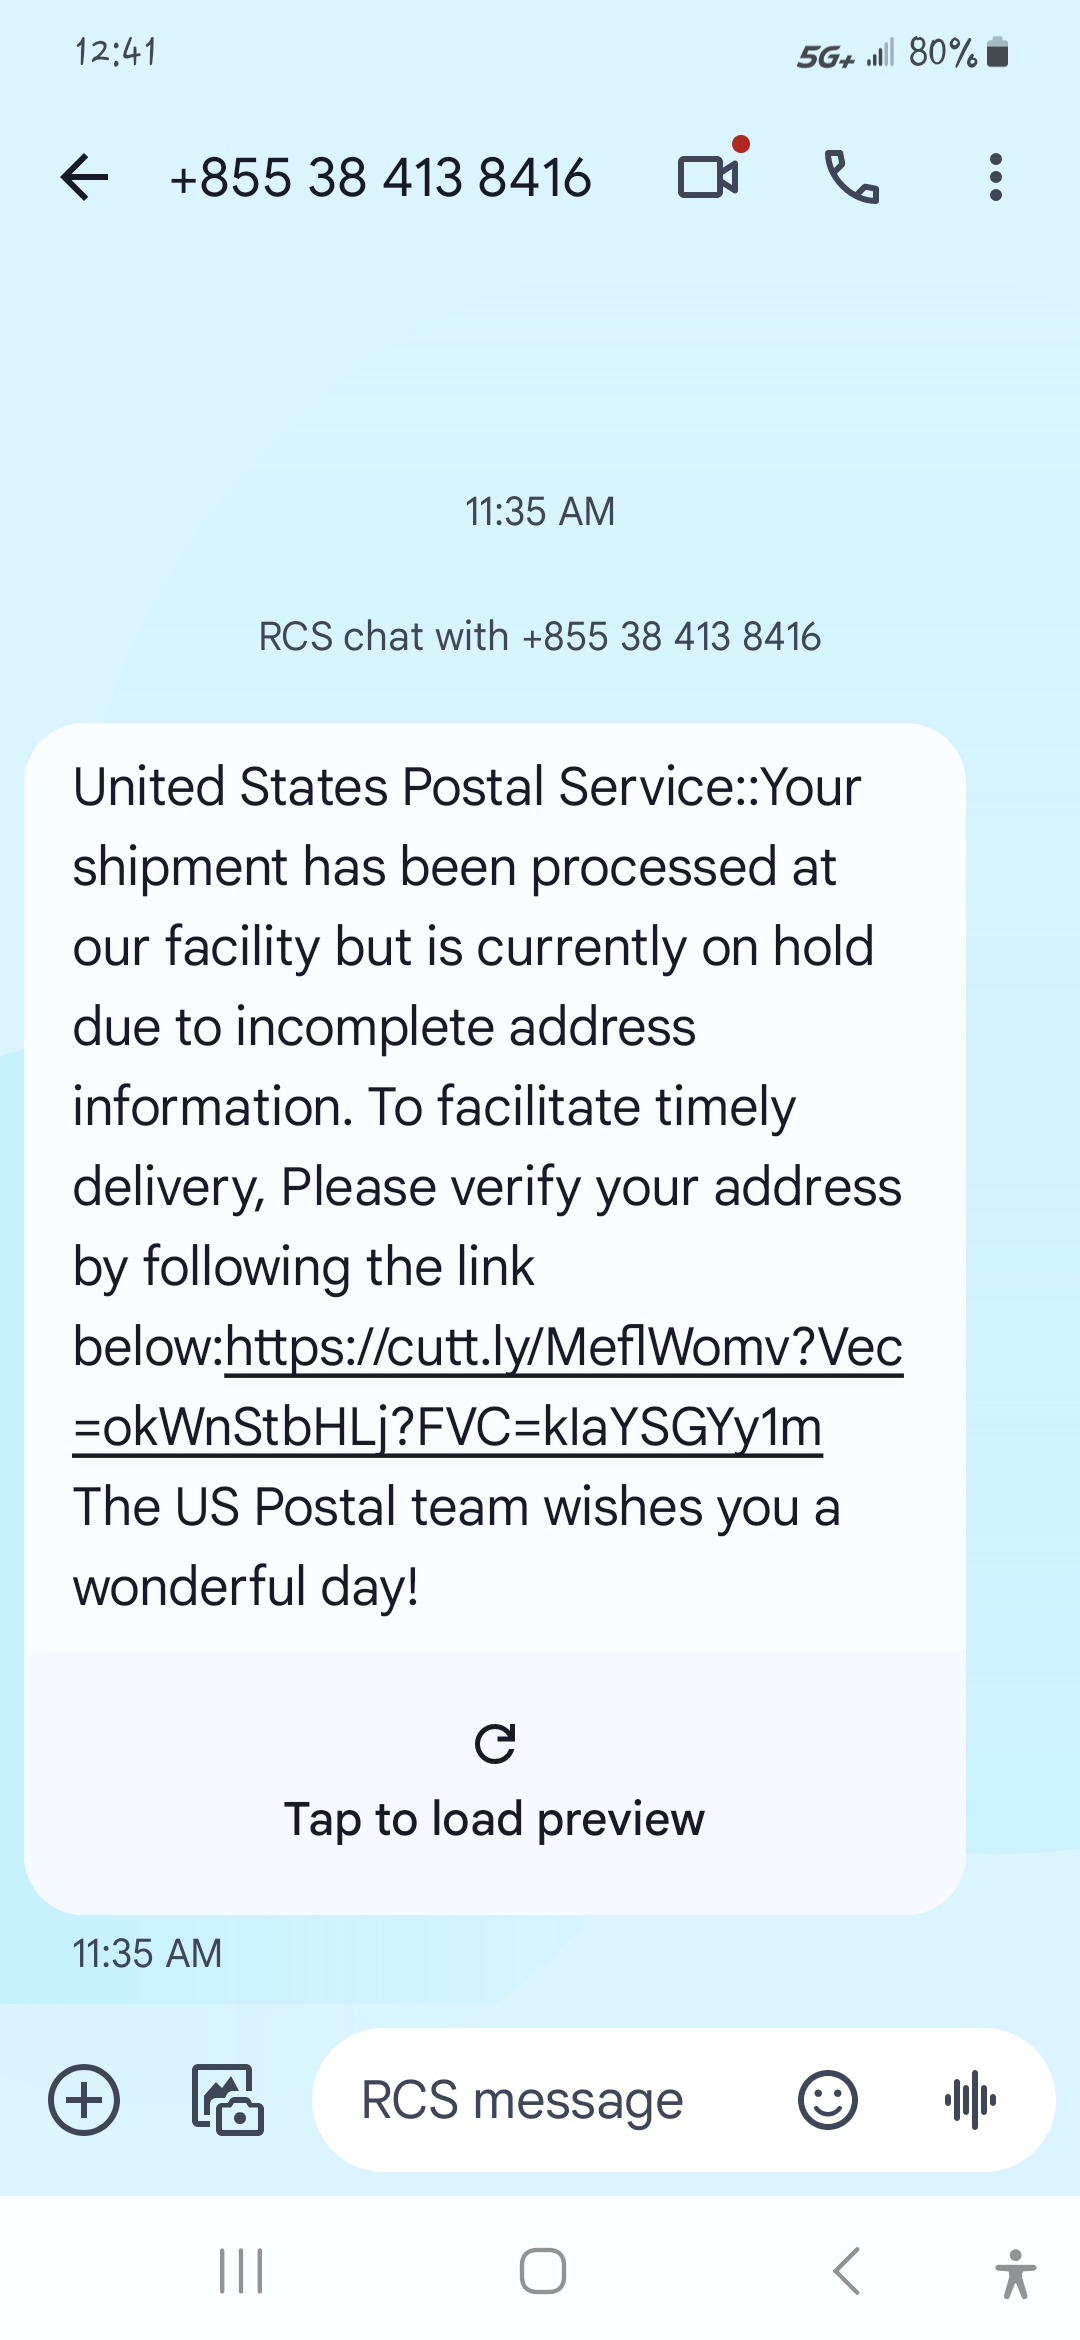 12:41 5G+ 80%
+855 38 413 8416
11:35 AM
RCS chat with +855 38 413 8416
United States Postal Service::Your
shipment has been processed at
our facility but is currently on hold
due to incomplete address
information. To facilitate timely
delivery, Please verify your address
by following the link
below:https://cutt.ly/MeflWomv?Vec
=okWnStbHLj?FVC=klaYSGYy1m
The US Postal team wishes you a
wonderful day!
Tap to load preview
11:35 AM
RCS message